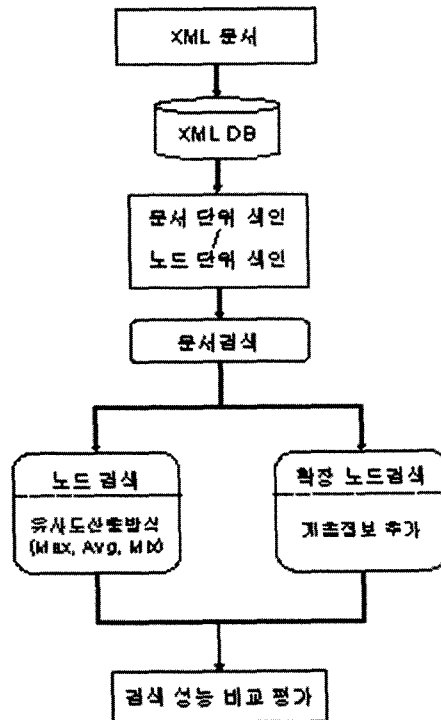 XML 문서
XML DB
문서 단위 색인
/
노드 단위 색인
문서검색
노드 검색
유사도산출방식
(Max, Avg, Mix)
확장 노드검색
계층정보 추가
검색 성능 비교 평가